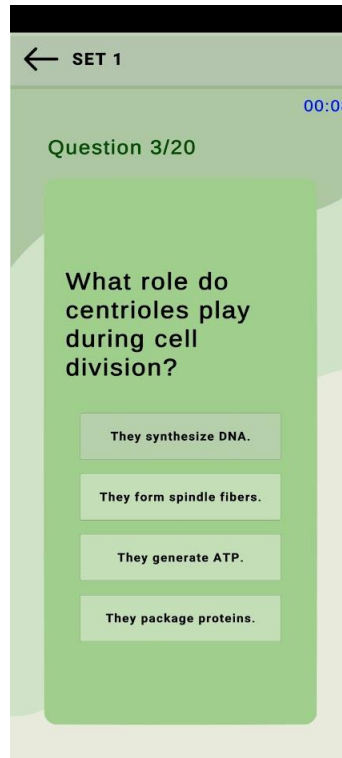 SET 1
Question 3/20
What role do
centrioles play
during cell
division?
They synthesize DNA.
They form spindle fibers.
They generate ATP.
They package proteins.